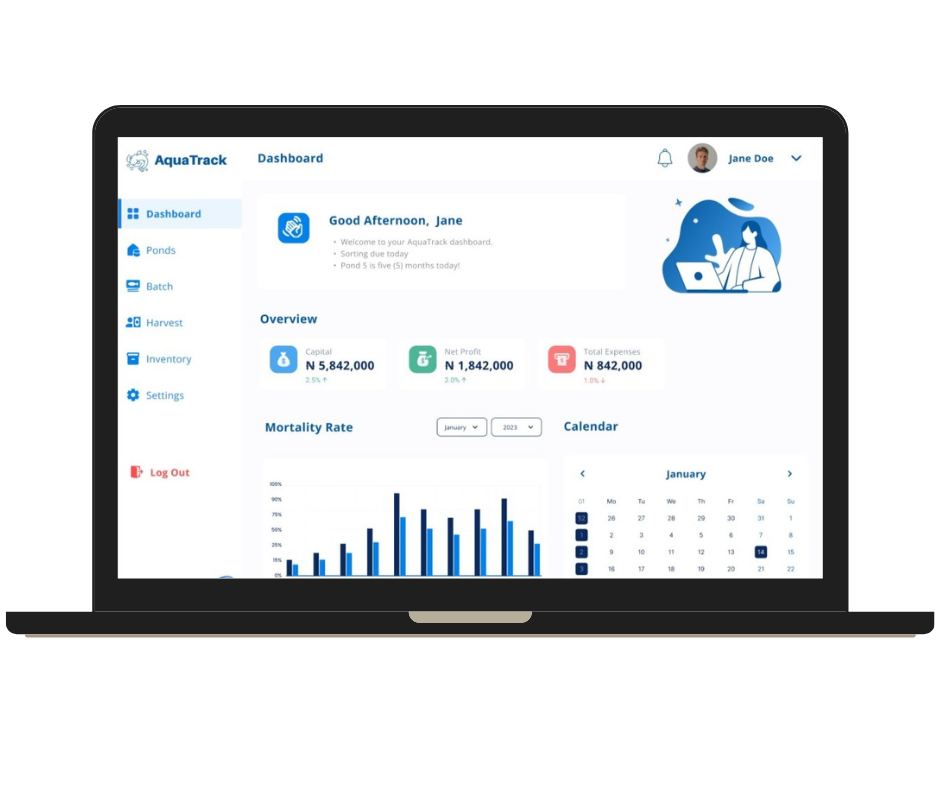 AquaTrack
Dashboard
Jane Doe
Dashboard
Ponds
Batch
Harvest
Inventory
Settings
Log Out
Good Afternoon, Jane
• Welcome to your AquaTrack dashboard.
• Sorting due today
• Pond 5 is five (5) months today!
Overview
Capital
N 5,842,000
2.5% ↑
Net Profit
N 1,842,000
2.0% ↑
Total Expenses
N 842,000
1.0% ↓
Mortality Rate
January
2023
100%
90%
75%
50%
25%
15%
0%
Calendar
January
01 Mo Tu We Th Fr Sa Su
52 26 27 28 29 30 31 1
1 2 3 4 5 6 7 8
2 9 10 11 12 13 14 15
3 16 17 18 19 20 21 22